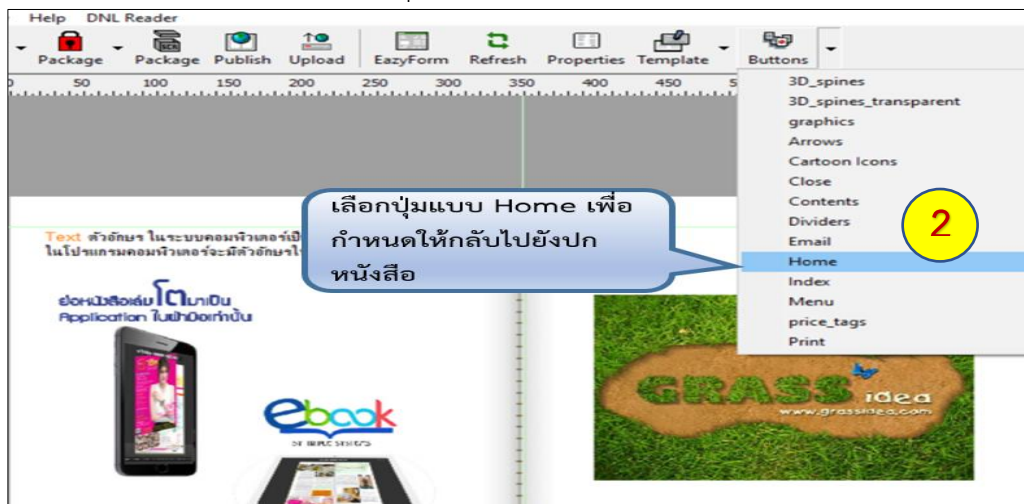 Help DNL Reader
Package Package Publish Upload EazyForm Refresh Properties Template Buttons
50 100 150 200 250 300 350 400 450 5
3D_spines
3D_spines_transparent
graphics
Arrows
Cartoon Icons
Close
Contents
Dividers
Email
Home
Index
Menu
price_tags
Print
2
เลือกปุ่มแบบ Home เพื่อ
กำหนดให้กลับไปยังปก
หนังสือ
Text ตัวอักษร ในระบบคอมพิวเตอร์เป็
ในโปรแกรมคอมพิวเตอร์จะมีตัวอักษรใ
ย่อหนังสือเล่มโตมาเป็น
Application ในฝ่ามือเท่านั้น
ebook
GRASS idea
www.grassidea.com